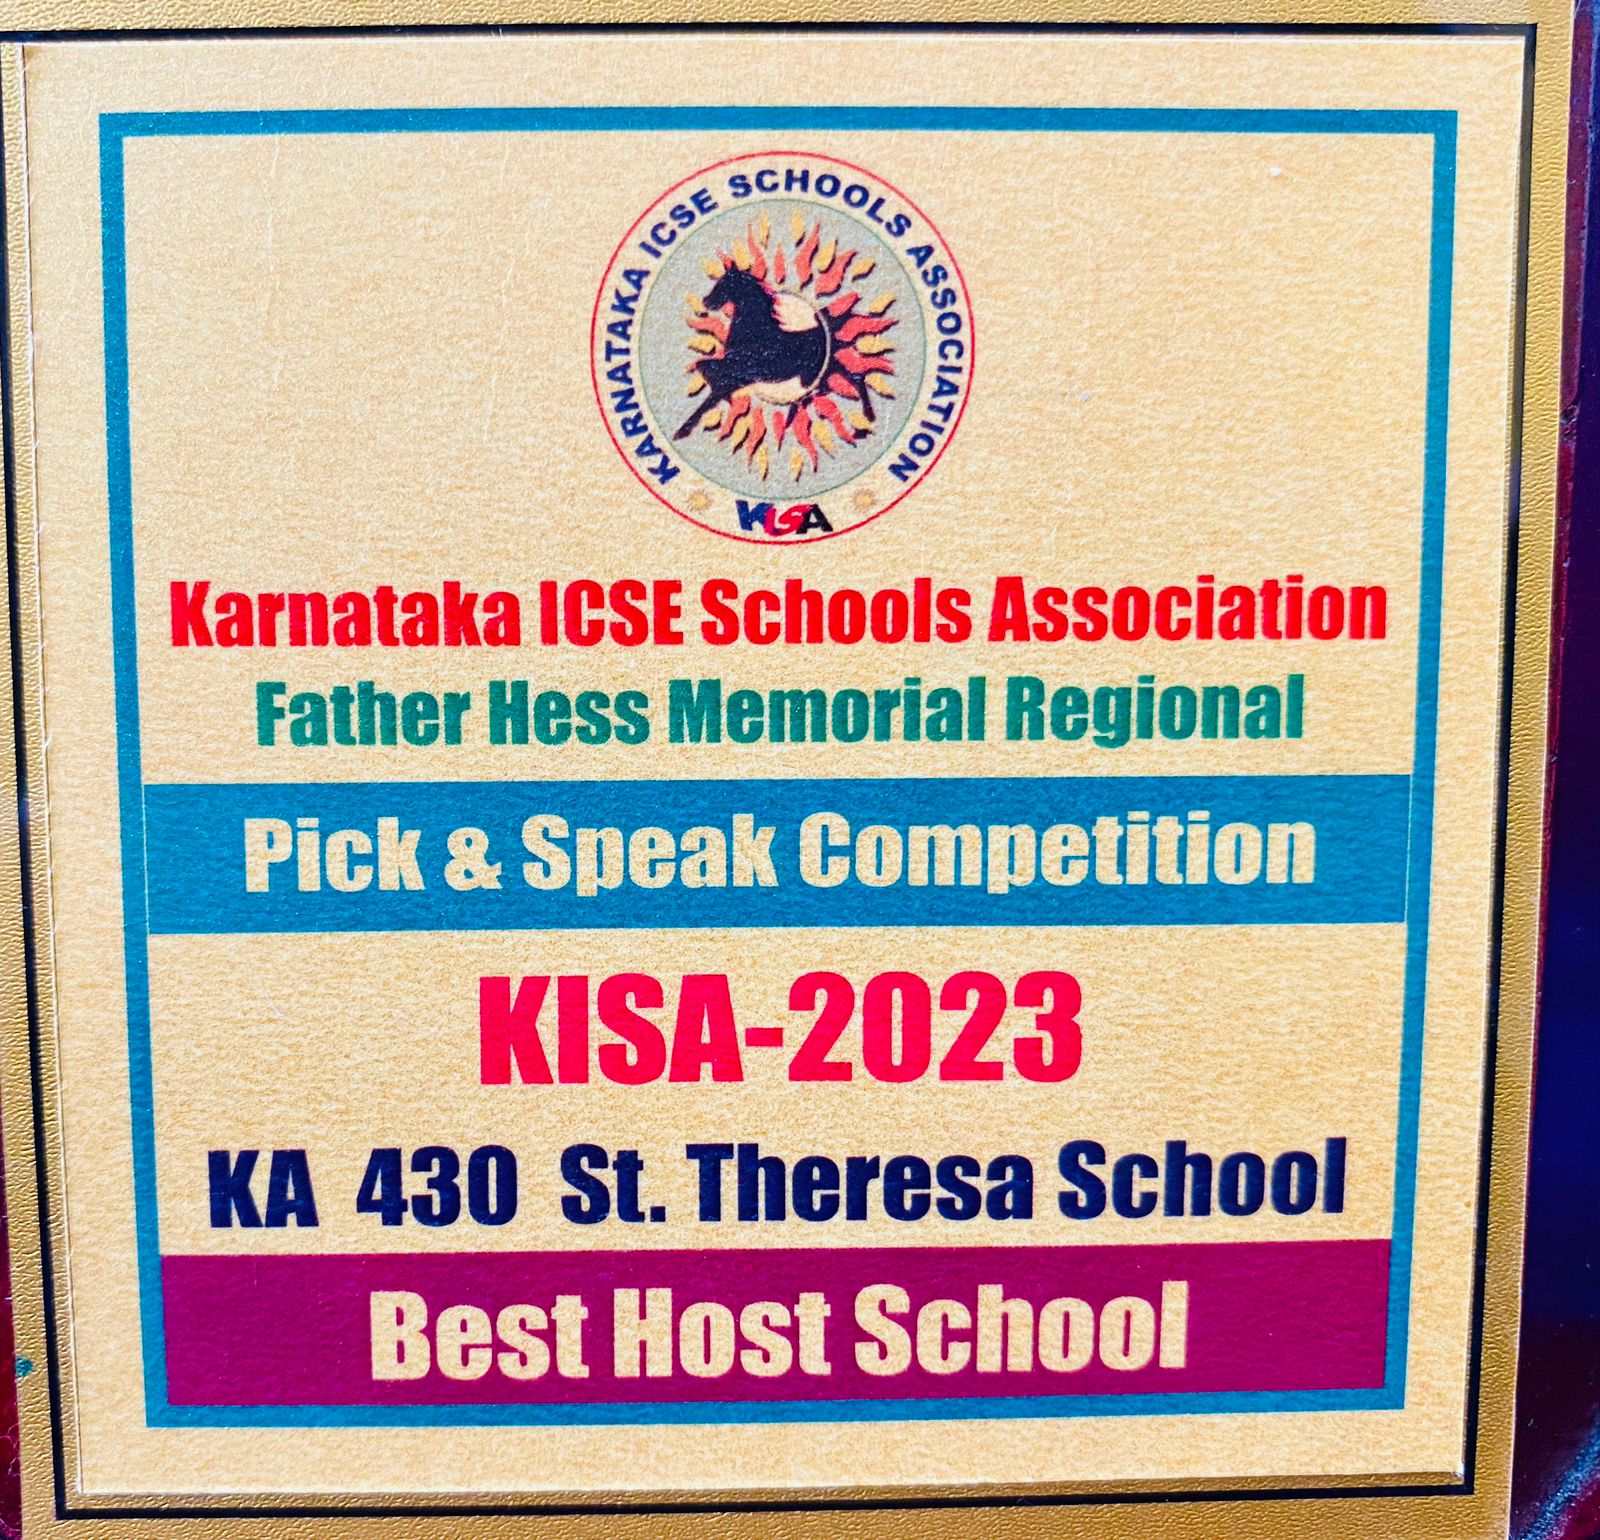 KARNATAKA ICSE SCHOOLS ASSOCIATION
KISA
Karnataka ICSE Schools Association
Father Hess Memorial Regional
Pick & Speak Competition
KISA-2023
KA 430 St. Theresa School
Best Host School